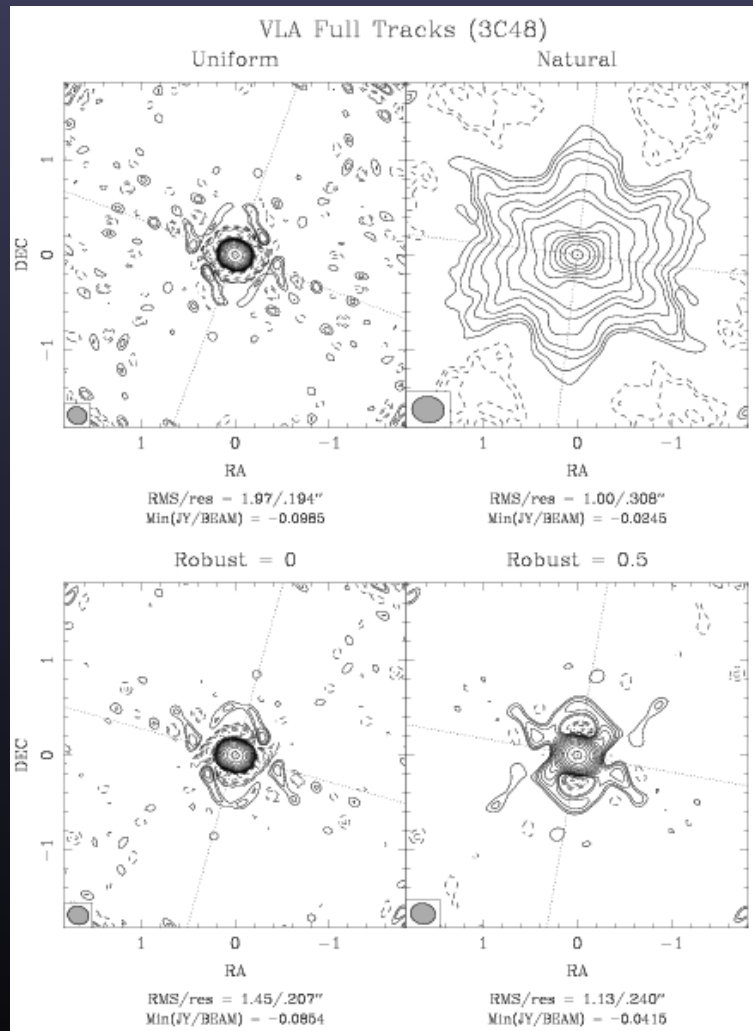 VLA Full Tracks (3C48)
Uniform Natural
DEC
1
0
−1
1 0 −1 1 0 −1
RA RA
RMS/res = 1.97/.194″ RMS/res = 1.00/.308″
Min(JY/BEAM) = −0.0985 Min(JY/BEAM) = −0.0245
Robust = 0 Robust = 0.5
DEC
1
0
−1
1 0 −1 1 0 −1
RA RA
RMS/res = 1.45/.207″ RMS/res = 1.13/.240″
Min(JY/BEAM) = −0.0854 Min(JY/BEAM) = −0.0415